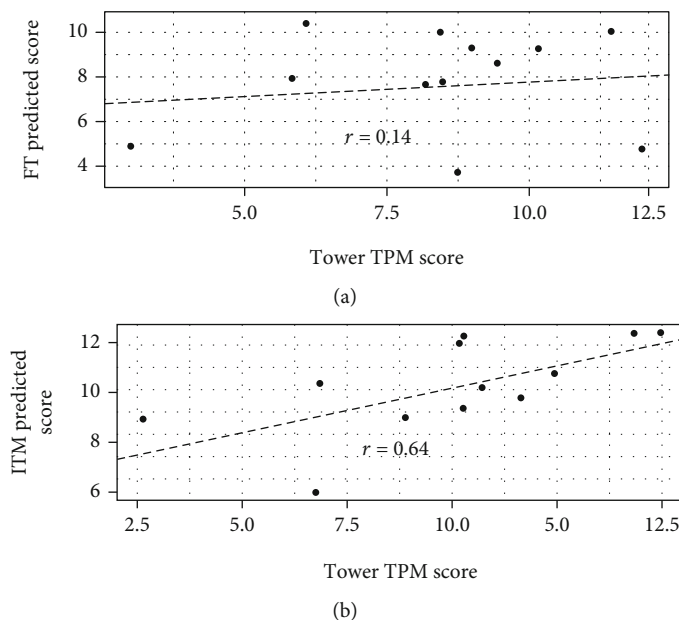 10
8
6
4
FT predicted score
r = 0.14
5.0 7.5 10.0 12.5
Tower TPM score
(a)
12
10
8
6
ITM predicted
score
r = 0.64
2.5 5.0 7.5 10.0 5.0 12.5
Tower TPM score
(b)